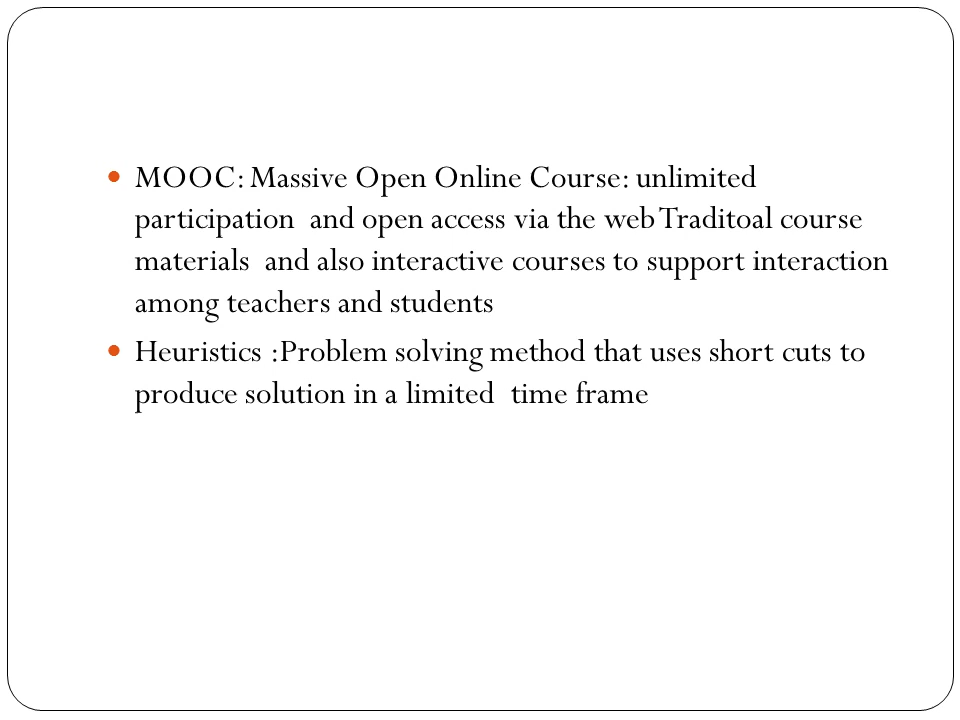 • MOOC: Massive Open Online Course: unlimited
participation  and open access via the web Traditoal course
materials  and also interactive courses to support interaction
among teachers and students
• Heuristics :Problem solving method that uses short cuts to
produce solution in a limited  time frame